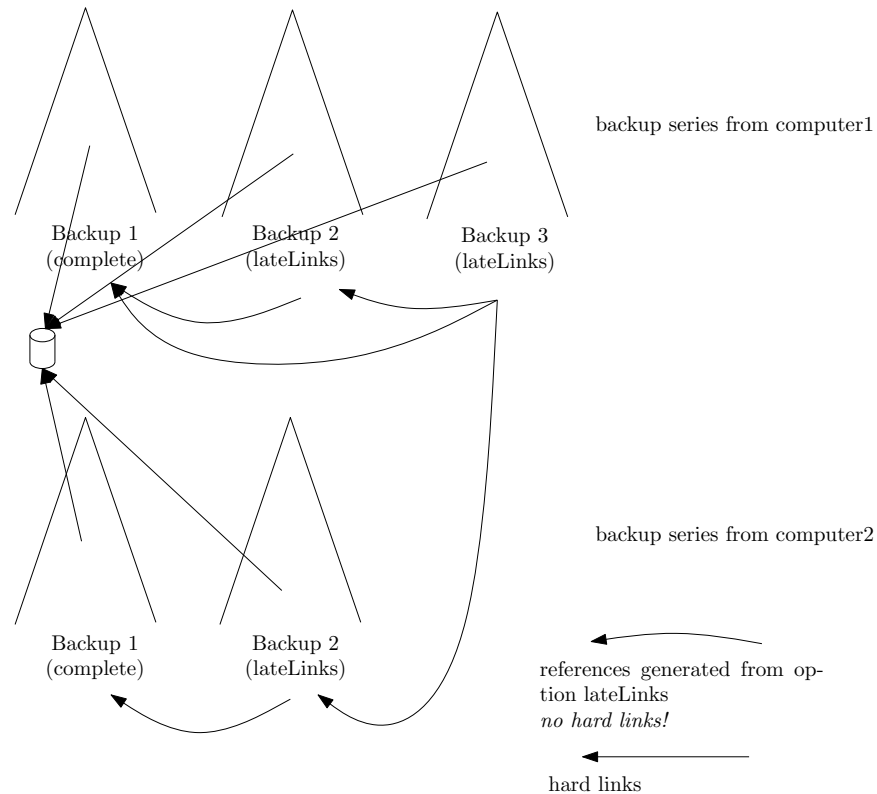 backup series from computer1
Backup 1
(complete)
Backup 2
(lateLinks)
Backup 3
(lateLinks)
backup series from computer2
Backup 1
(complete)
Backup 2
(lateLinks)
references generated from op-
tion lateLinks
no hard links!
hard links